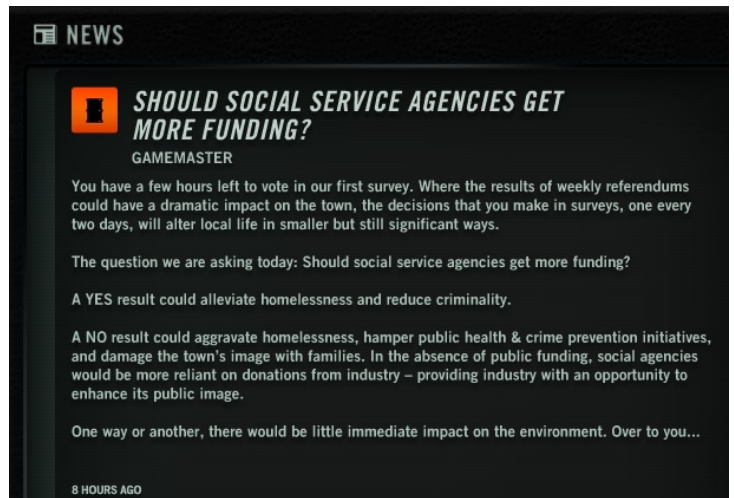 NEWS
SHOULD SOCIAL SERVICE AGENCIES GET
MORE FUNDING?
GAMEMASTER
You have a few hours left to vote in our first survey. Where the results of weekly referendums
could have a dramatic impact on the town, the decisions that you make in surveys, one every
two days, will alter local life in smaller but still significant ways.
The question we are asking today: Should social service agencies get more funding?
A YES result could alleviate homelessness and reduce criminality.
A NO result could aggravate homelessness, hamper public health & crime prevention initiatives,
and damage the town's image with families. In the absence of public funding, social agencies
would be more reliant on donations from industry – providing industry with an opportunity to
enhance its public image.
One way or another, there would be little immediate impact on the environment. Over to you...
8 HOURS AGO